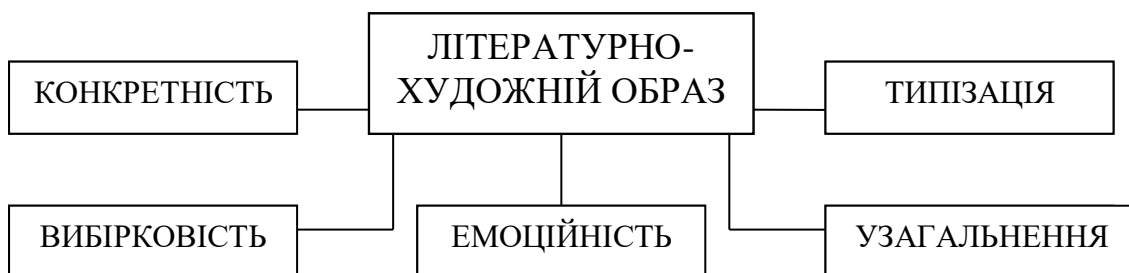 ЛІТЕРАТУРНО-
ХУДОЖНІЙ ОБРАЗ
КОНКРЕТНІСТЬ
ТИПІЗАЦІЯ
ВИБІРКОВІСТЬ
ЕМОЦІЙНІСТЬ
УЗАГАЛЬНЕННЯ